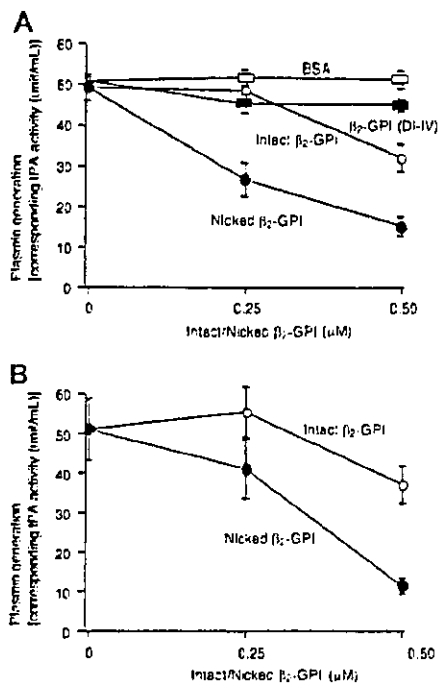 A
Plasmin generation
[corresponding tPA activity (unit/mL)]
60
50
40
30
20
10
0
BSA
β₂-GPI (DI-IV)
Intact β₂-GPI
Nicked β₂-GPI
0
0.25
0.50
Intact/Nicked β₂-GPI (μM)
B
Plasmin generation
[corresponding tPA activity (unit/mL)]
60
50
40
30
20
10
0
Intact β₂-GPI
Nicked β₂-GPI
0
0.25
0.50
Intact/Nicked β₂-GPI (μM)